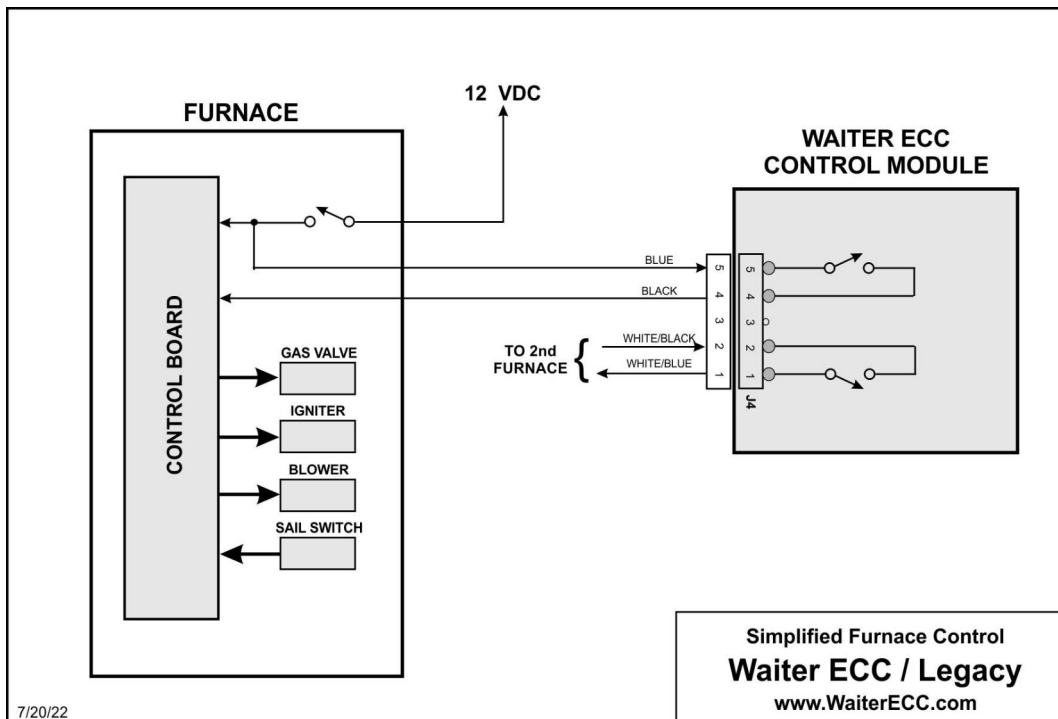 12 VDC
FURNACE
WAITER ECC
CONTROL MODULE
CONTROL BOARD
BLUE
BLACK
WHITE/BLACK
WHITE/BLUE
TO 2nd
FURNACE
5
4
3
2
1
5
4
3
2
1
J4
GAS VALVE
IGNITER
BLOWER
SAIL SWITCH
Simplified Furnace Control
Waiter ECC / Legacy
www.WaiterECC.com
7/20/22